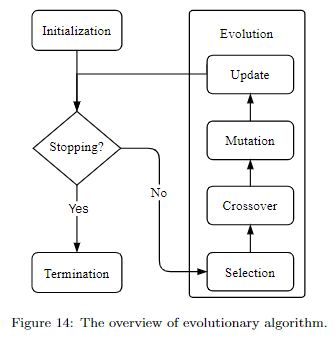 Initialization
Evolution
Update
Stopping?
Mutation
No
Crossover
Yes
Termination
Selection
Figure 14: The overview of evolutionary algorithm.